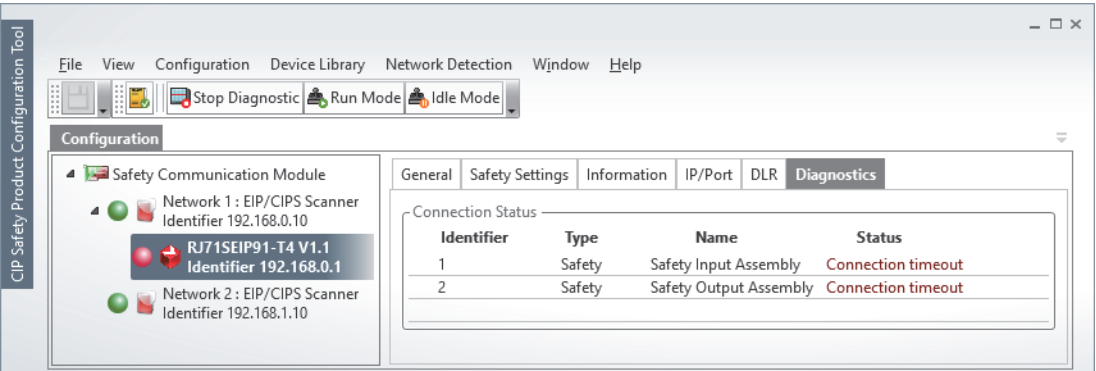 CIP Safety Product Configuration Tool
File View Configuration Device Library Network Detection Window Help
Stop Diagnostic Run Mode Idle Mode
Configuration
Safety Communication Module
Network 1 : EIP/CIPS Scanner
Identifier 192.168.0.10
RJ71SEIP91-T4 V1.1
Identifier 192.168.0.1
Network 2 : EIP/CIPS Scanner
Identifier 192.168.1.10
General Safety Settings Information IP/Port DLR Diagnostics
Connection Status
Identifier Type Name Status
1 Safety Safety Input Assembly Connection timeout
2 Safety Safety Output Assembly Connection timeout